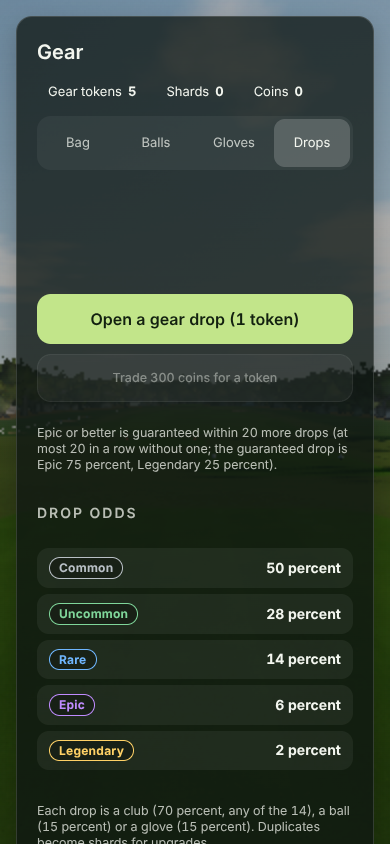 Gear
Gear tokens 5 Shards 0 Coins 0
Bag Balls Gloves Drops
Open a gear drop (1 token)
Trade 300 coins for a token
Epic or better is guaranteed within 20 more drops (at
most 20 in a row without one; the guaranteed drop is
Epic 75 percent, Legendary 25 percent).
DROP ODDS
Common 50 percent
Uncommon 28 percent
Rare 14 percent
Epic 6 percent
Legendary 2 percent
Each drop is a club (70 percent, any of the 14), a ball
(15 percent) or a glove (15 percent). Duplicates
become shards for upgrades.